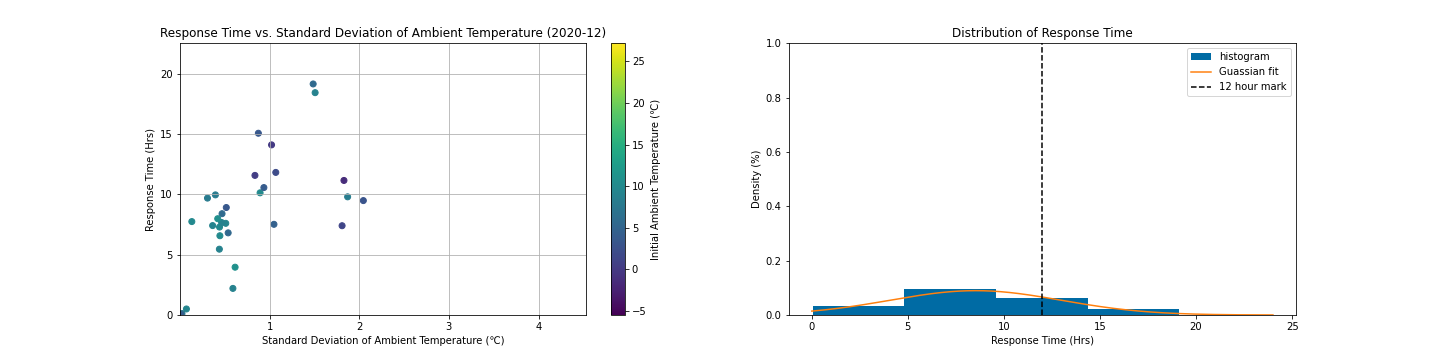 Response Time vs. Standard Deviation of Ambient Temperature (2020-12)
20
15
10
5
0
Response Time (Hrs)
1
2
3
4
Standard Deviation of Ambient Temperature (℃)
25
20
15
10
5
0
−5
Initial Ambient Temperature (℃)
Distribution of Response Time
1.0
0.8
0.6
0.4
0.2
0.0
Density (%)
histogram
Guassian fit
12 hour mark
0
5
10
15
20
25
Response Time (Hrs)